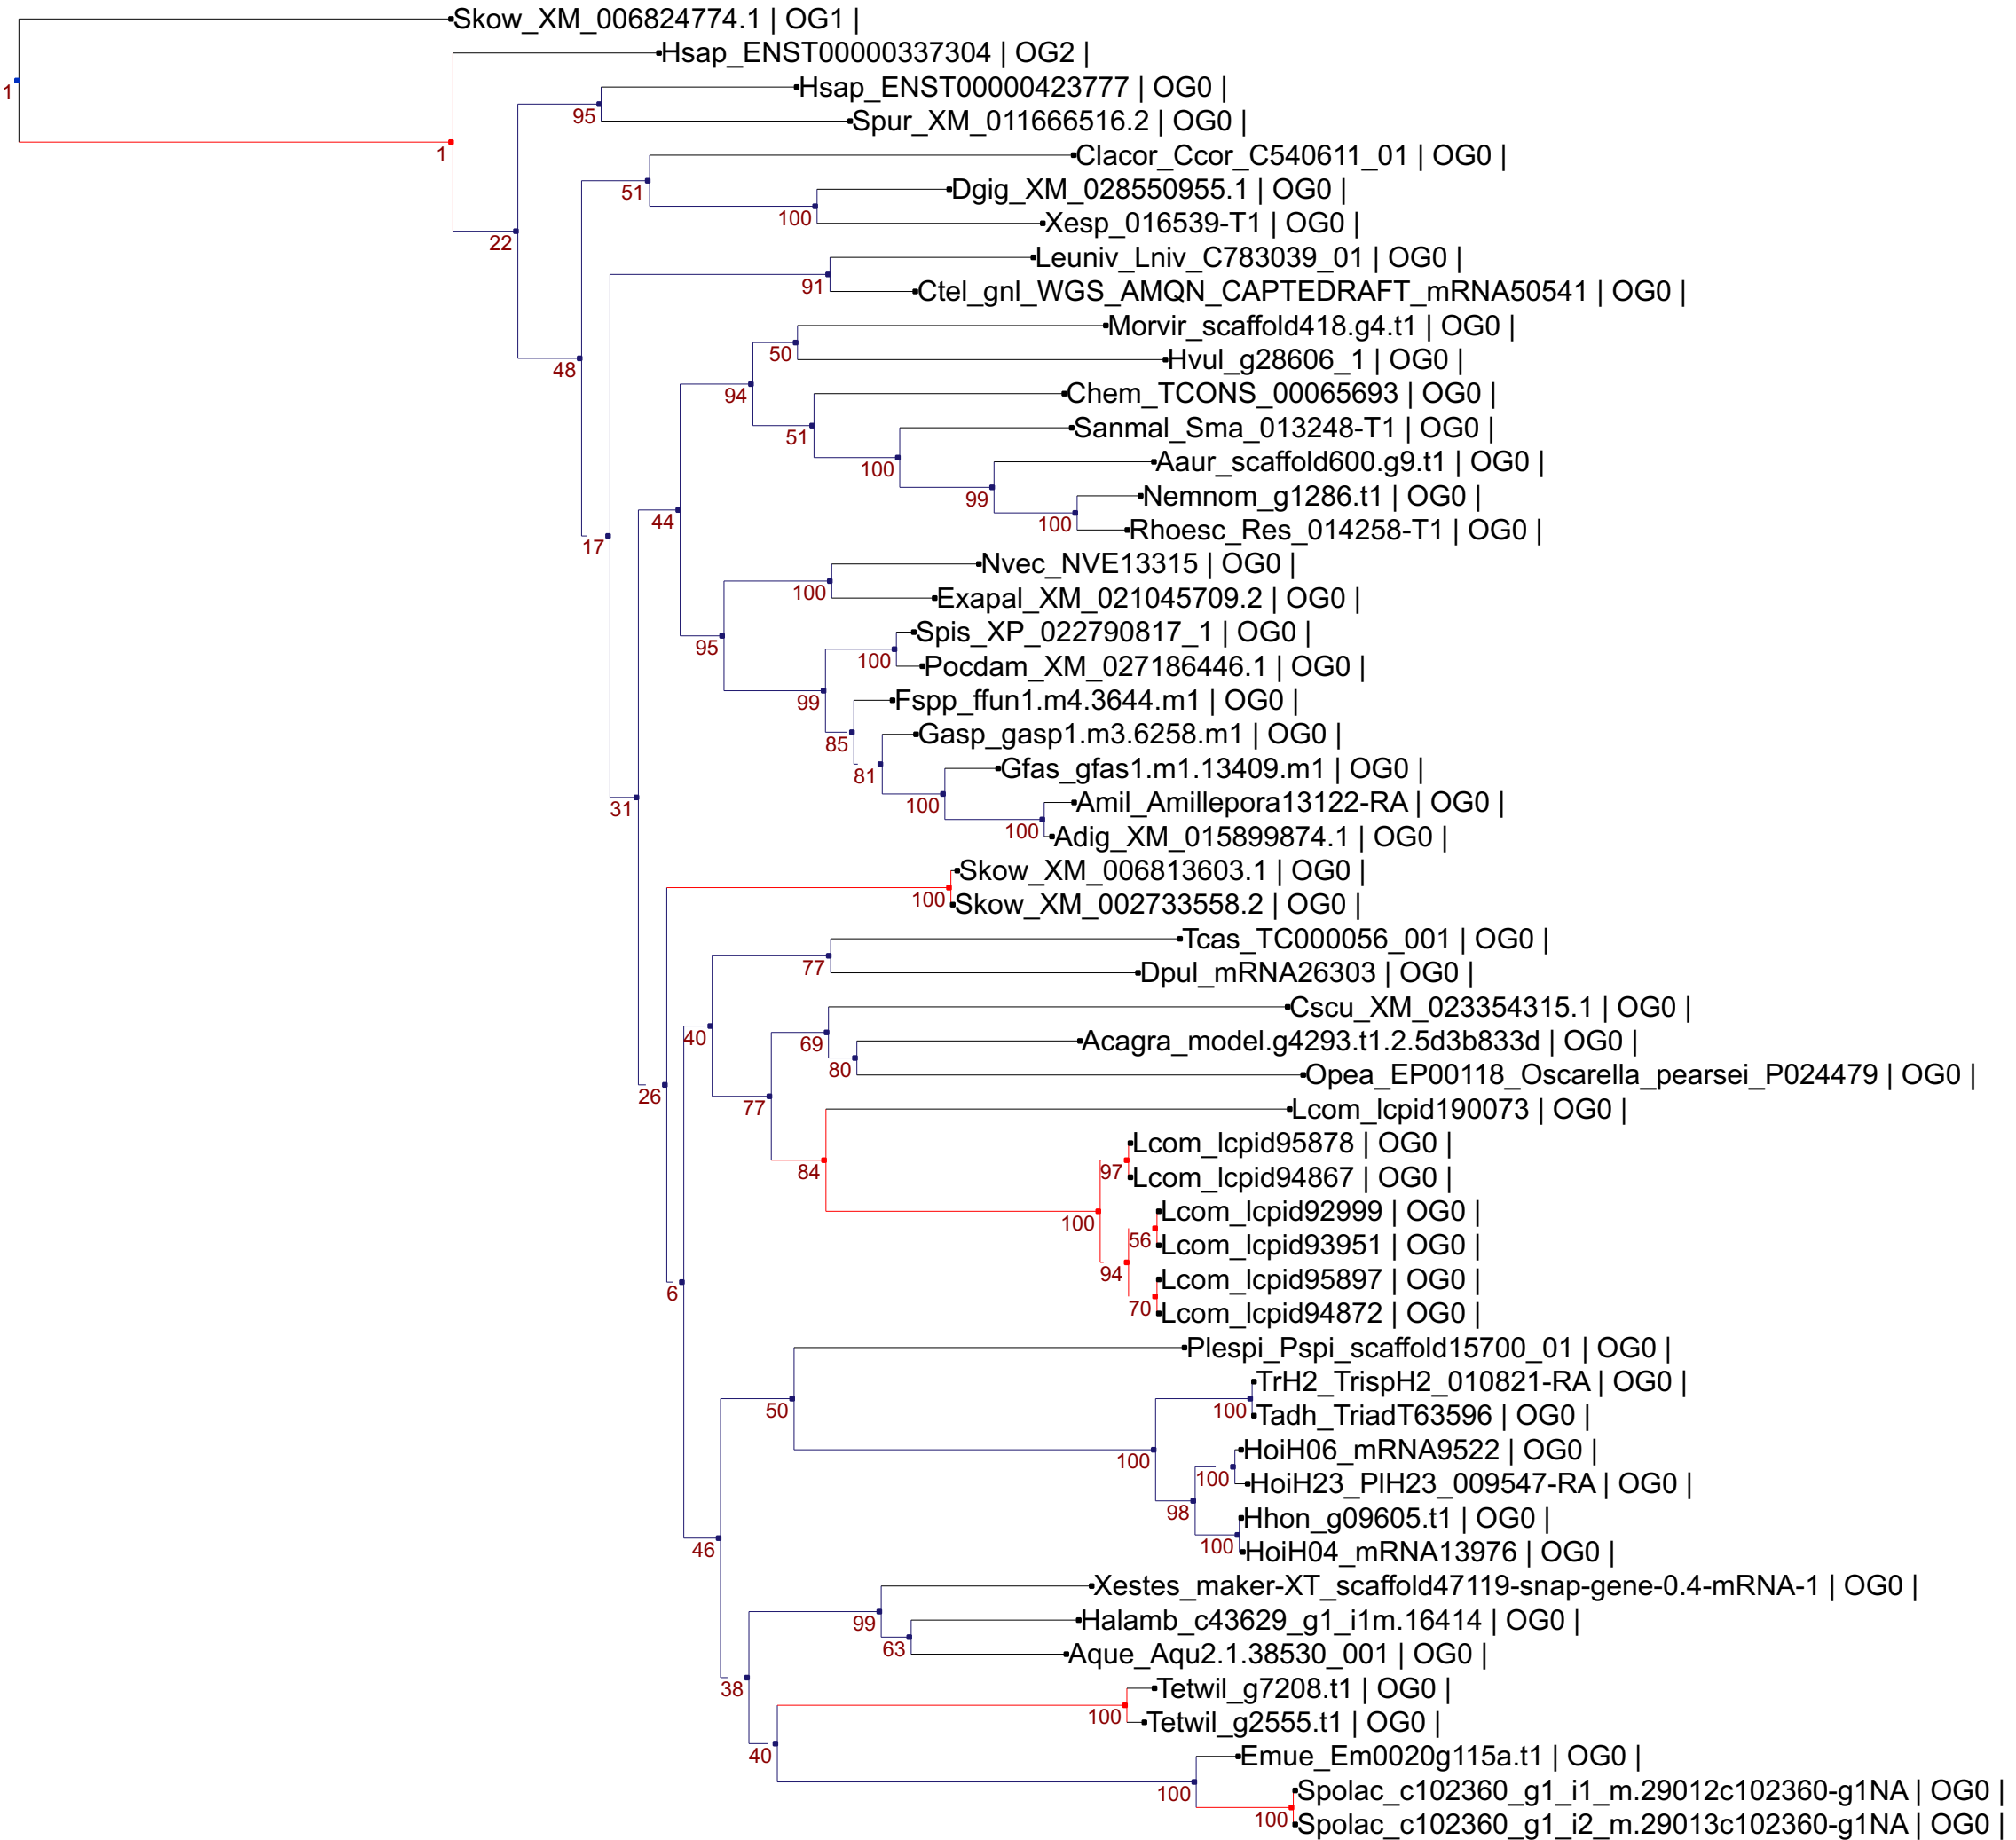 Skow_XM_006824774.1 | OG1 |
Hsap_ENST00000337304 | OG2 |
1
Hsap_ENST00000423777 | OG0 |
95
Spur_XM_011666516.2 | OG0 |
1
Clacor_Ccor_C540611_01 | OG0 |
51
Dgig_XM_028550955.1 | OG0 |
100
Xesp_016539-T1 | OG0 |
22
Leuniv_Lniv_C783039_01 | OG0 |
91
Ctel_gnl_WGS_AMQN_CAPTEDRAFT_mRNA50541 | OG0 |
Morvir_scaffold418.g4.t1 | OG0 |
50
Hvul_g28606_1 | OG0 |
48
94
Chem_TCONS_00065693 | OG0 |
51
Sanmal_Sma_013248-T1 | OG0 |
100
Aaur_scaffold600.g9.t1 | OG0 |
99
Nemnom_g1286.t1 | OG0 |
44
100
Rhoesc_Res_014258-T1 | OG0 |
17
Nvec_NVE13315 | OG0 |
100
Exapal_XM_021045709.2 | OG0 |
Spis_XP_022790817_1 | OG0 |
95
100
Pocdam_XM_027186446.1 | OG0 |
99
Fspp_ffun1.m4.3644.m1 | OG0 |
85
Gasp_gasp1.m3.6258.m1 | OG0 |
81
Gfas_gfas1.m1.13409.m1 | OG0 |
31
100
Amil_Amillepora13122-RA | OG0 |
100
Adig_XM_015899874.1 | OG0 |
Skow_XM_006813603.1 | OG0 |
100
Skow_XM_002733558.2 | OG0 |
Tcas_TC000056_001 | OG0 |
77
Dpul_mRNA26303 | OG0 |
Cscu_XM_023354315.1 | OG0 |
40
69
Acagra_model.g4293.t1.2.5d3b833d | OG0 |
80
Opea_EP00118_Oscarella_pearsei_P024479 | OG0 |
26
77
Lcom_lcpid190073 | OG0 |
Lcom_lcpid95878 | OG0 |
84
97
Lcom_lcpid94867 | OG0 |
Lcom_lcpid92999 | OG0 |
100
56
Lcom_lcpid93951 | OG0 |
94
Lcom_lcpid95897 | OG0 |
6
70
Lcom_lcpid94872 | OG0 |
Plespi_Pspi_scaffold15700_01 | OG0 |
TrH2_TrispH2_010821-RA | OG0 |
50
100
Tadh_TriadT63596 | OG0 |
HoiH06_mRNA9522 | OG0 |
100
100
HoiH23_PlH23_009547-RA | OG0 |
98
Hhon_g09605.t1 | OG0 |
46
100
HoiH04_mRNA13976 | OG0 |
Xestes_maker-XT_scaffold47119-snap-gene-0.4-mRNA-1 | OG0 |
99
Halamb_c43629_g1_i1m.16414 | OG0 |
63
Aque_Aqu2.1.38530_001 | OG0 |
38
Tetwil_g7208.t1 | OG0 |
100
Tetwil_g2555.t1 | OG0 |
40
Emue_Em0020g115a.t1 | OG0 |
100
Spolac_c102360_g1_i1_m.29012c102360-g1NA | OG0 |
100
Spolac_c102360_g1_i2_m.29013c102360-g1NA | OG0 |